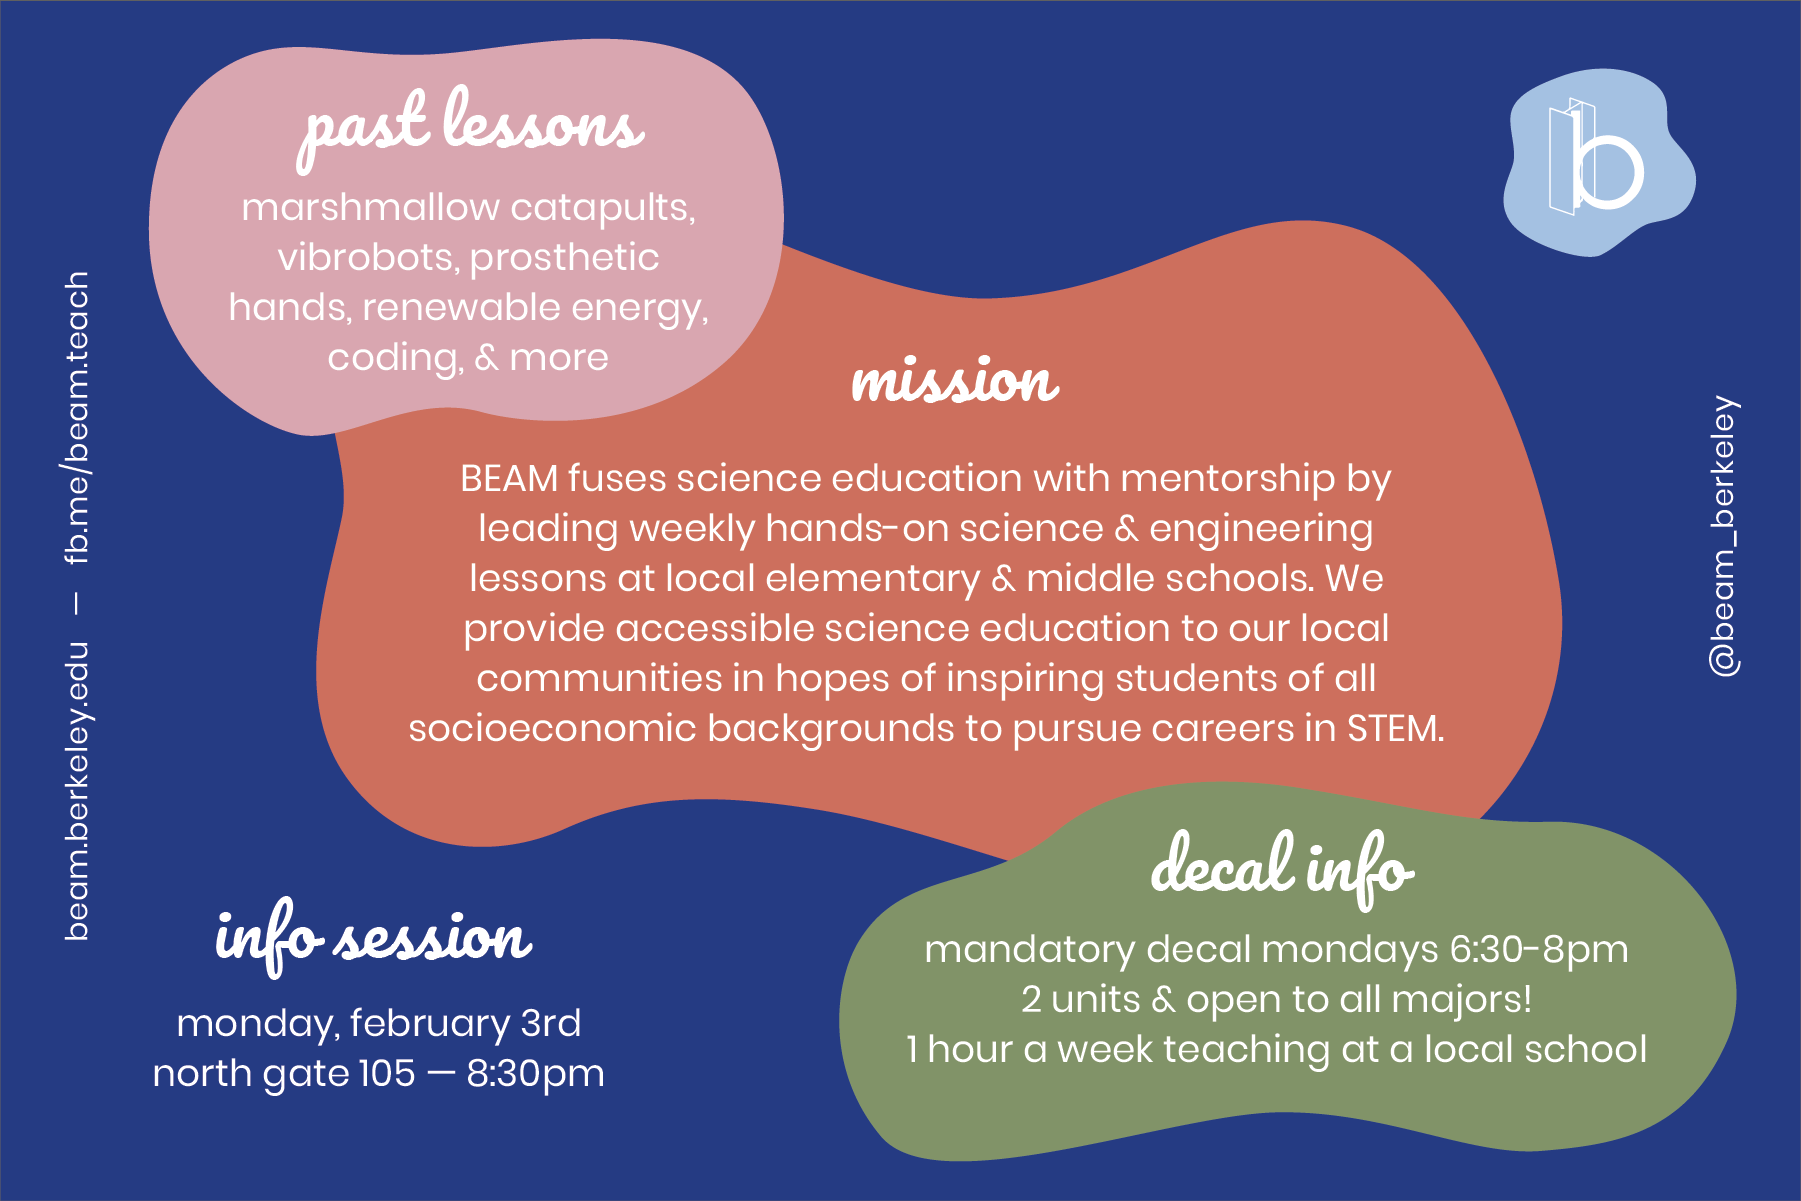 past lessons
marshmallow catapults,
vibrobots, prosthetic
hands, renewable energy,
coding, & more
b
mission
BEAM fuses science education with mentorship by
leading weekly hands-on science & engineering
lessons at local elementary & middle schools. We
provide accessible science education to our local
communities in hopes of inspiring students of all
socioeconomic backgrounds to pursue careers in STEM.
beam.berkeley.edu — fb.me/beam.teach
@beam_berkeley
info session
monday, february 3rd
north gate 105 — 8:30pm
decal info
mandatory decal mondays 6:30-8pm
2 units & open to all majors!
1 hour a week teaching at a local school